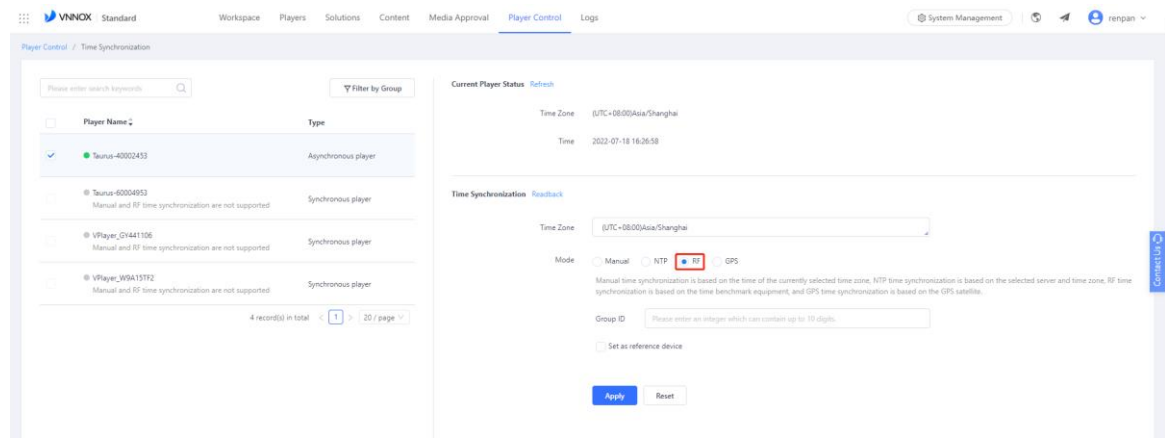 VNNOX Standard
Workspace Players Solutions Content Media Approval Player Control Logs
System Management renpan
Player Control / Time Synchronization
Please enter search keywords
Filter by Group
Player Name Type
Taurus-40002453 Asynchronous player
Taurus-60004953
Manual and RF time synchronization are not supported
Synchronous player
VPlayer_GY441106
Manual and RF time synchronization are not supported
Synchronous player
VPlayer_W9A15TF2
Manual and RF time synchronization are not supported
Synchronous player
4 record(s) in total < 1 > 20 / page
Current Player Status Refresh
Time Zone (UTC+08:00)Asia/Shanghai
Time 2022-07-18 16:26:58
Time Synchronization Readback
Time Zone (UTC+08:00)Asia/Shanghai
Mode Manual NTP RF GPS
Manual time synchronization is based on the time of the currently selected time zone, NTP time synchronization is based on the selected server and time zone, RF time
synchronization is based on the time benchmark equipment, and GPS time synchronization is based on the GPS satellite.
Group ID Please enter an integer which can contain up to 10 digits.
Set as reference device
Apply Reset
Contact Us